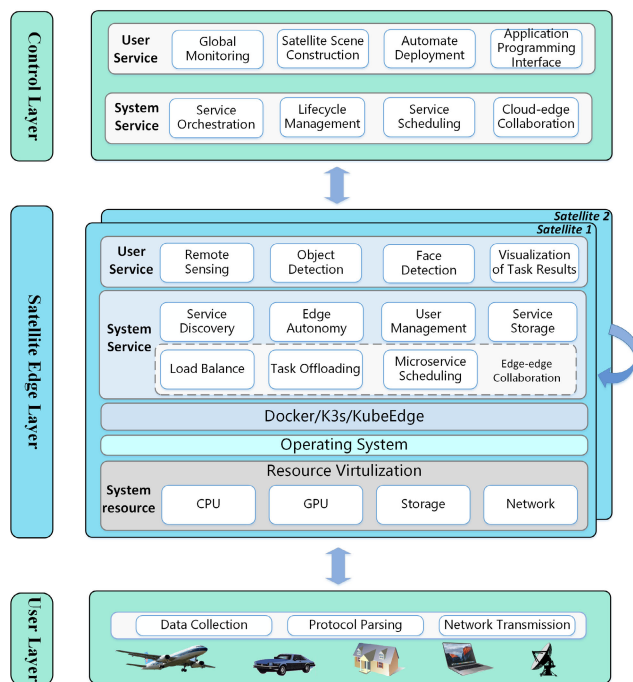 Control Layer
User
Service
Global
Monitoring
Satellite Scene
Construction
Automate
Deployment
Application
Programming
Interface
System
Service
Service
Orchestration
Lifecycle
Management
Service
Scheduling
Cloud-edge
Collaboration
Satellite Edge Layer
Satellite 2
Satellite 1
User
Service
Remote
Sensing
Object
Detection
Face
Detection
Visualization
of Task Results
System
Service
Service
Discovery
Edge
Autonomy
User
Management
Service
Storage
Load Balance
Task Offloading
Microservice
Scheduling
Edge-edge
Collaboration
Docker/K3s/KubeEdge
Operating System
Resource Virtulization
System
resource
CPU
GPU
Storage
Network
User Layer
Data Collection
Protocol Parsing
Network Transmission